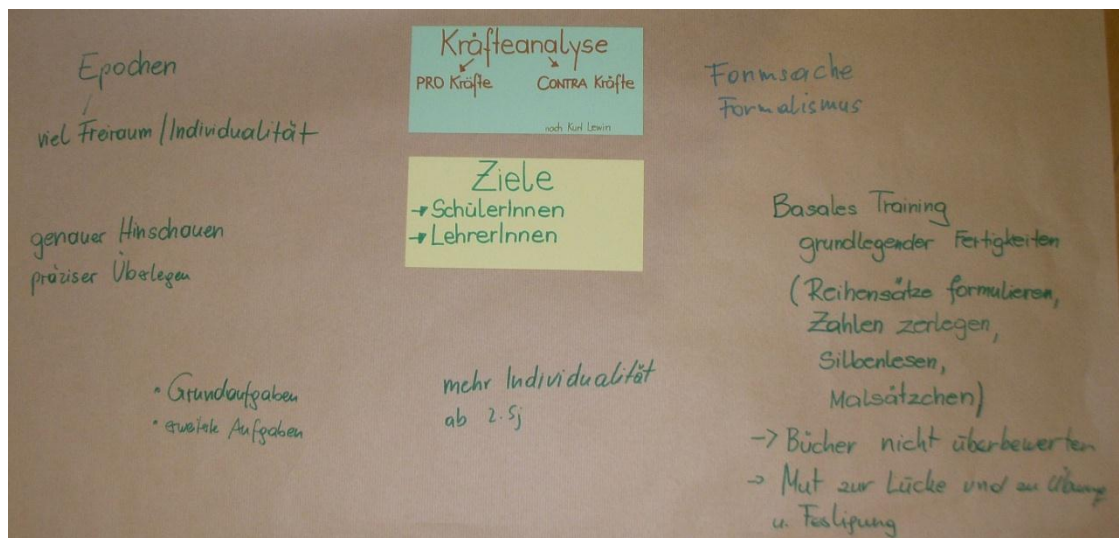 Epochen
viel Freiraum / Individualität
genauer Hinschauen
präziser Überlegen
• Grundaufgaben
• erweiterte Aufgaben
Kräfteanalyse
PRO Kräfte CONTRA Kräfte
nach Kurt Lewin
Ziele
→ SchülerInnen
→ LehrerInnen
mehr Individualität
ab 2. Sj
Formsache
Formalismus
Basales Training
grundlegender Fertigkeiten
(Reihensätze formulieren,
Zahlen zerlegen,
Silbenlesen,
Malsätzchen)
-> Bücher nicht überbewerten
-> Mut zur Lücke und zu Übung
u. Festigung